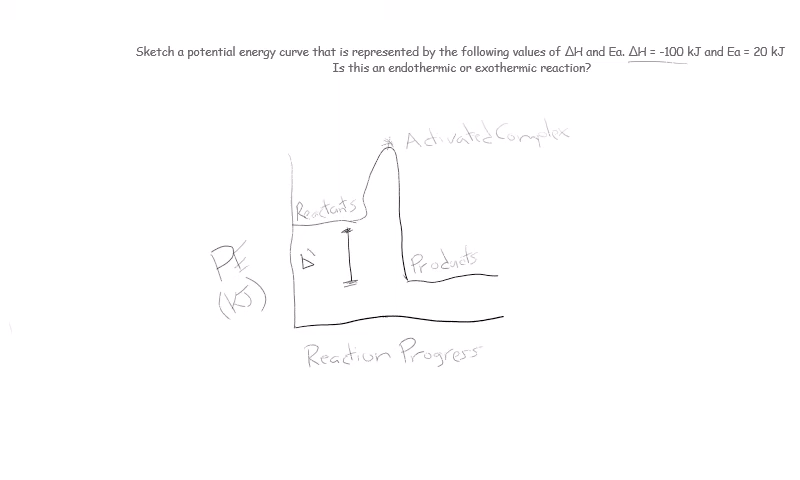 Sketch a potential energy curve that is represented by the following values of ΔH and Ea. ΔH = -100 kJ and Ea = 20 kJ
Is this an endothermic or exothermic reaction?
Activated Complex
Reactants
PE
(KJ)
Δ
Products
Reaction Progress